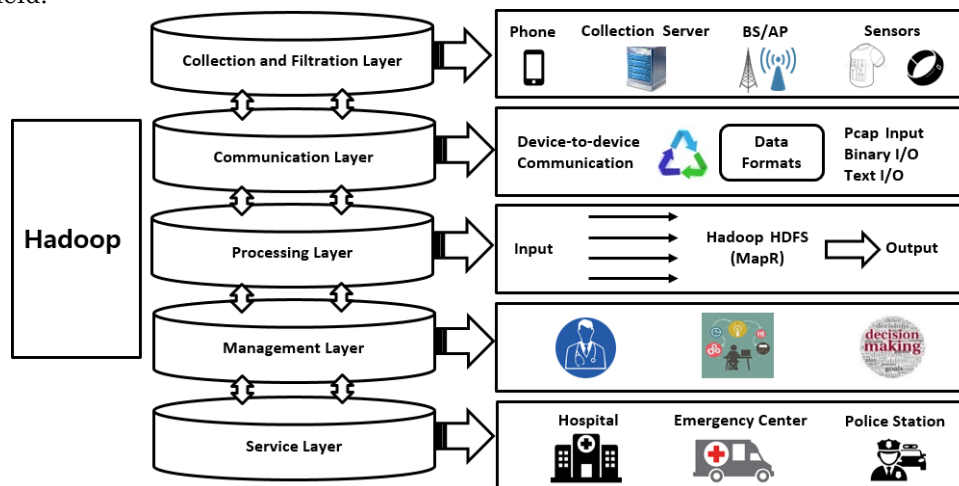 Phone
Collection Server
BS/AP
Sensors
Collection and Filtration Layer
Hadoop
Communication Layer
Device-to-device
Communication
Data
Formats
Pcap Input
Binary I/O
Text I/O
Processing Layer
Input
Hadoop HDFS
(MapR)
Output
Management Layer
decision
making
goals
Service Layer
Hospital
Emergency Center
Police Station